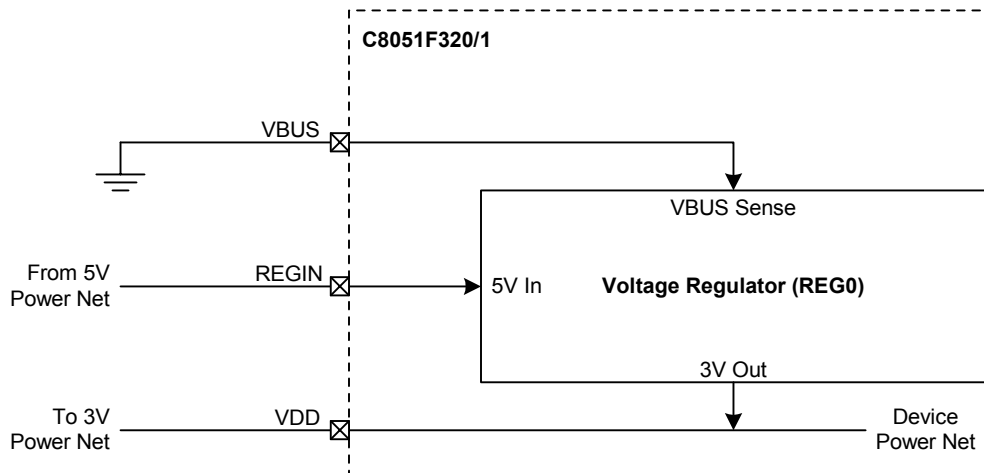 C8051F320/1
VBUS
VBUS Sense
From 5V
Power Net
REGIN
5V In
Voltage Regulator (REG0)
3V Out
To 3V
Power Net
VDD
Device
Power Net